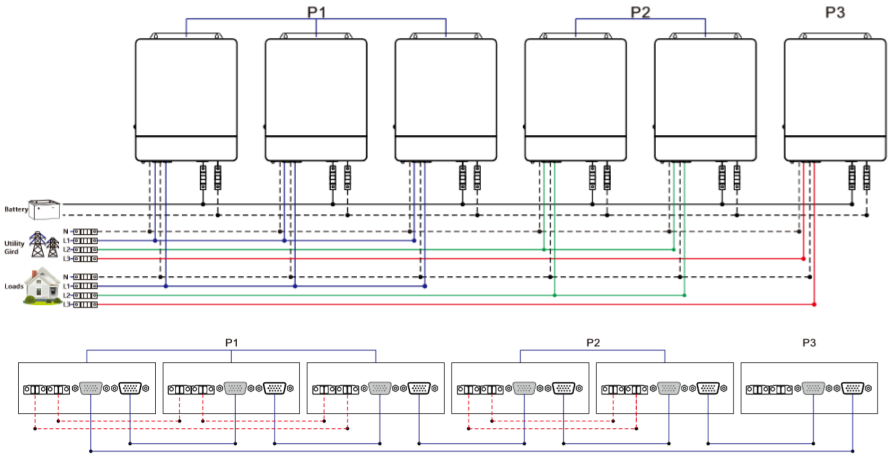 P1 P2 P3
Battery
N
L1
Utility
Gird
L2
L3
N
Loads
L1
L2
L3
P1 P2 P3